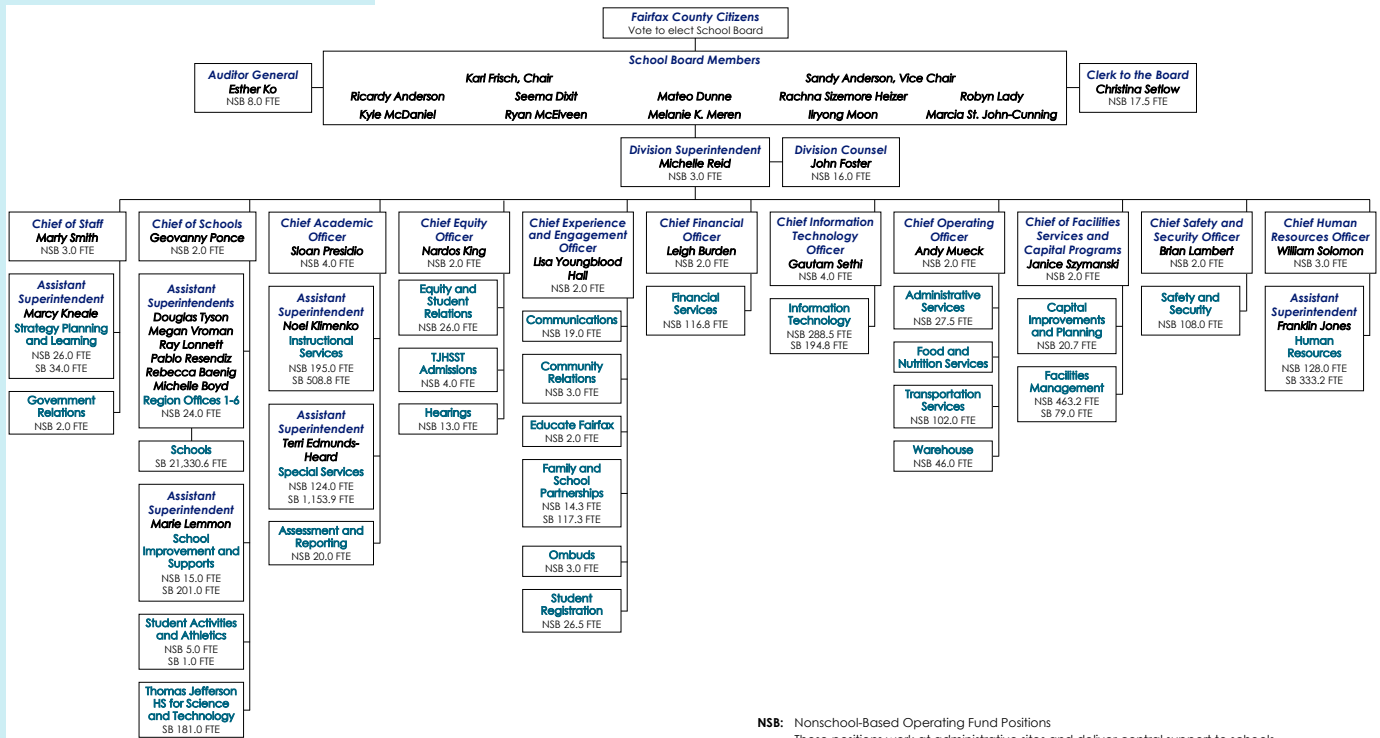 Fairfax County Citizens
Vote to elect School Board
School Board Members
Karl Frisch, Chair
Sandy Anderson, Vice Chair
Ricardy Anderson
Seema Dixit
Mateo Dunne
Rachna Sizemore Heizer
Robyn Lady
Kyle McDaniel
Ryan McElveen
Melanie K. Meren
Ilryong Moon
Marcia St. John-Cunning
Auditor General
Esther Ko
NSB 8.0 FTE
Clerk to the Board
Christina Setlow
NSB 17.5 FTE
Division Superintendent
Michelle Reid
NSB 3.0 FTE
Division Counsel
John Foster
NSB 16.0 FTE
Chief of Staff
Marty Smith
NSB 3.0 FTE
Assistant
Superintendent
Marcy Kneale
Strategy Planning
and Learning
NSB 26.0 FTE
SB 34.0 FTE
Government
Relations
NSB 2.0 FTE
Chief of Schools
Geovanny Ponce
NSB 2.0 FTE
Assistant
Superintendents
Douglas Tyson
Megan Vroman
Ray Lonnett
Pablo Resendiz
Rebecca Baenig
Michelle Boyd
Region Offices 1-6
NSB 24.0 FTE
Schools
SB 21,330.6 FTE
Assistant
Superintendent
Marie Lemmon
School
Improvement and
Supports
NSB 15.0 FTE
SB 201.0 FTE
Student Activities
and Athletics
NSB 5.0 FTE
SB 1.0 FTE
Thomas Jefferson
HS for Science
and Technology
SB 181.0 FTE
Chief Academic
Officer
Sloan Presidio
NSB 4.0 FTE
Assistant
Superintendent
Noel Klimenko
Instructional
Services
NSB 195.0 FTE
SB 508.8 FTE
Assistant
Superintendent
Terri Edmunds-
Heard
Special Services
NSB 124.0 FTE
SB 1,153.9 FTE
Assessment and
Reporting
NSB 20.0 FTE
Chief Equity
Officer
Nardos King
NSB 2.0 FTE
Equity and
Student
Relations
NSB 26.0 FTE
TJHSST
Admissions
NSB 4.0 FTE
Hearings
NSB 13.0 FTE
Chief Experience
and Engagement
Officer
Lisa Youngblood
Hall
NSB 2.0 FTE
Communications
NSB 19.0 FTE
Community
Relations
NSB 3.0 FTE
Educate Fairfax
NSB 2.0 FTE
Family and
School
Partnerships
NSB 14.3 FTE
SB 117.3 FTE
Ombuds
NSB 3.0 FTE
Student
Registration
NSB 26.5 FTE
Chief Financial
Officer
Leigh Burden
NSB 2.0 FTE
Financial
Services
NSB 116.8 FTE
Chief Information
Technology
Officer
Gautam Sethi
NSB 4.0 FTE
Information
Technology
NSB 288.5 FTE
SB 194.8 FTE
Chief Operating
Officer
Andy Mueck
NSB 2.0 FTE
Administrative
Services
NSB 27.5 FTE
Food and
Nutrition Services
Transportation
Services
NSB 102.0 FTE
Warehouse
NSB 46.0 FTE
Chief of Facilities
Services and
Capital Programs
Janice Szymanski
NSB 2.0 FTE
Capital
Improvements
and Planning
NSB 20.7 FTE
Facilities
Management
NSB 463.2 FTE
SB 79.0 FTE
Chief Safety and
Security Officer
Brian Lambert
NSB 2.0 FTE
Safety and
Security
NSB 108.0 FTE
Chief Human
Resources Officer
William Solomon
NSB 3.0 FTE
Assistant
Superintendent
Franklin Jones
Human
Resources
NSB 128.0 FTE
SB 333.2 FTE
NSB: Nonschool-Based Operating Fund Positions
These positions work at administrative sites and deliver central support to schools